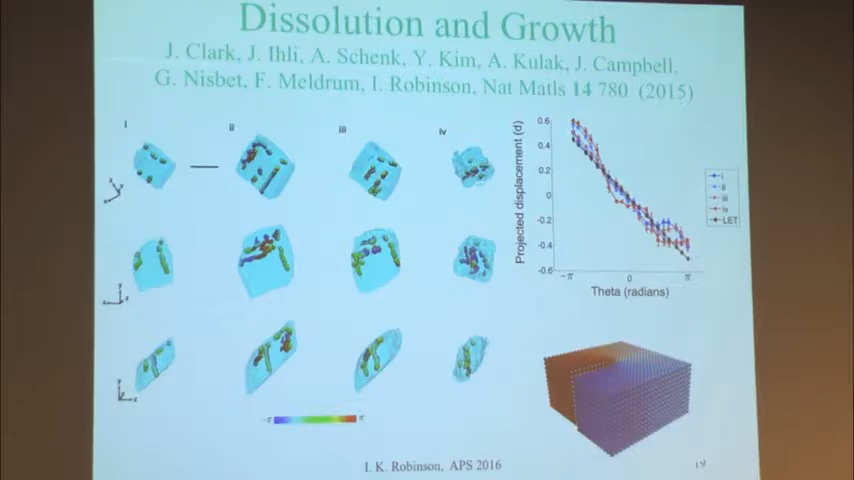 Dissolution and Growth
J. Clark, J. Ihli, A. Schenk, Y. Kim, A. Kulak, J. Campbell,
G. Nisbet, F. Meldrum, I. Robinson, Nat Matls 14 780 (2015)
i ii iii iv
Projected displacement (d)
0.6
0.4
0.2
0
-0.2
-0.4
-0.6
-π 0 π
Theta (radians)
i
ii
iii
iv
LET
-π π
I. K. Robinson, APS 2016